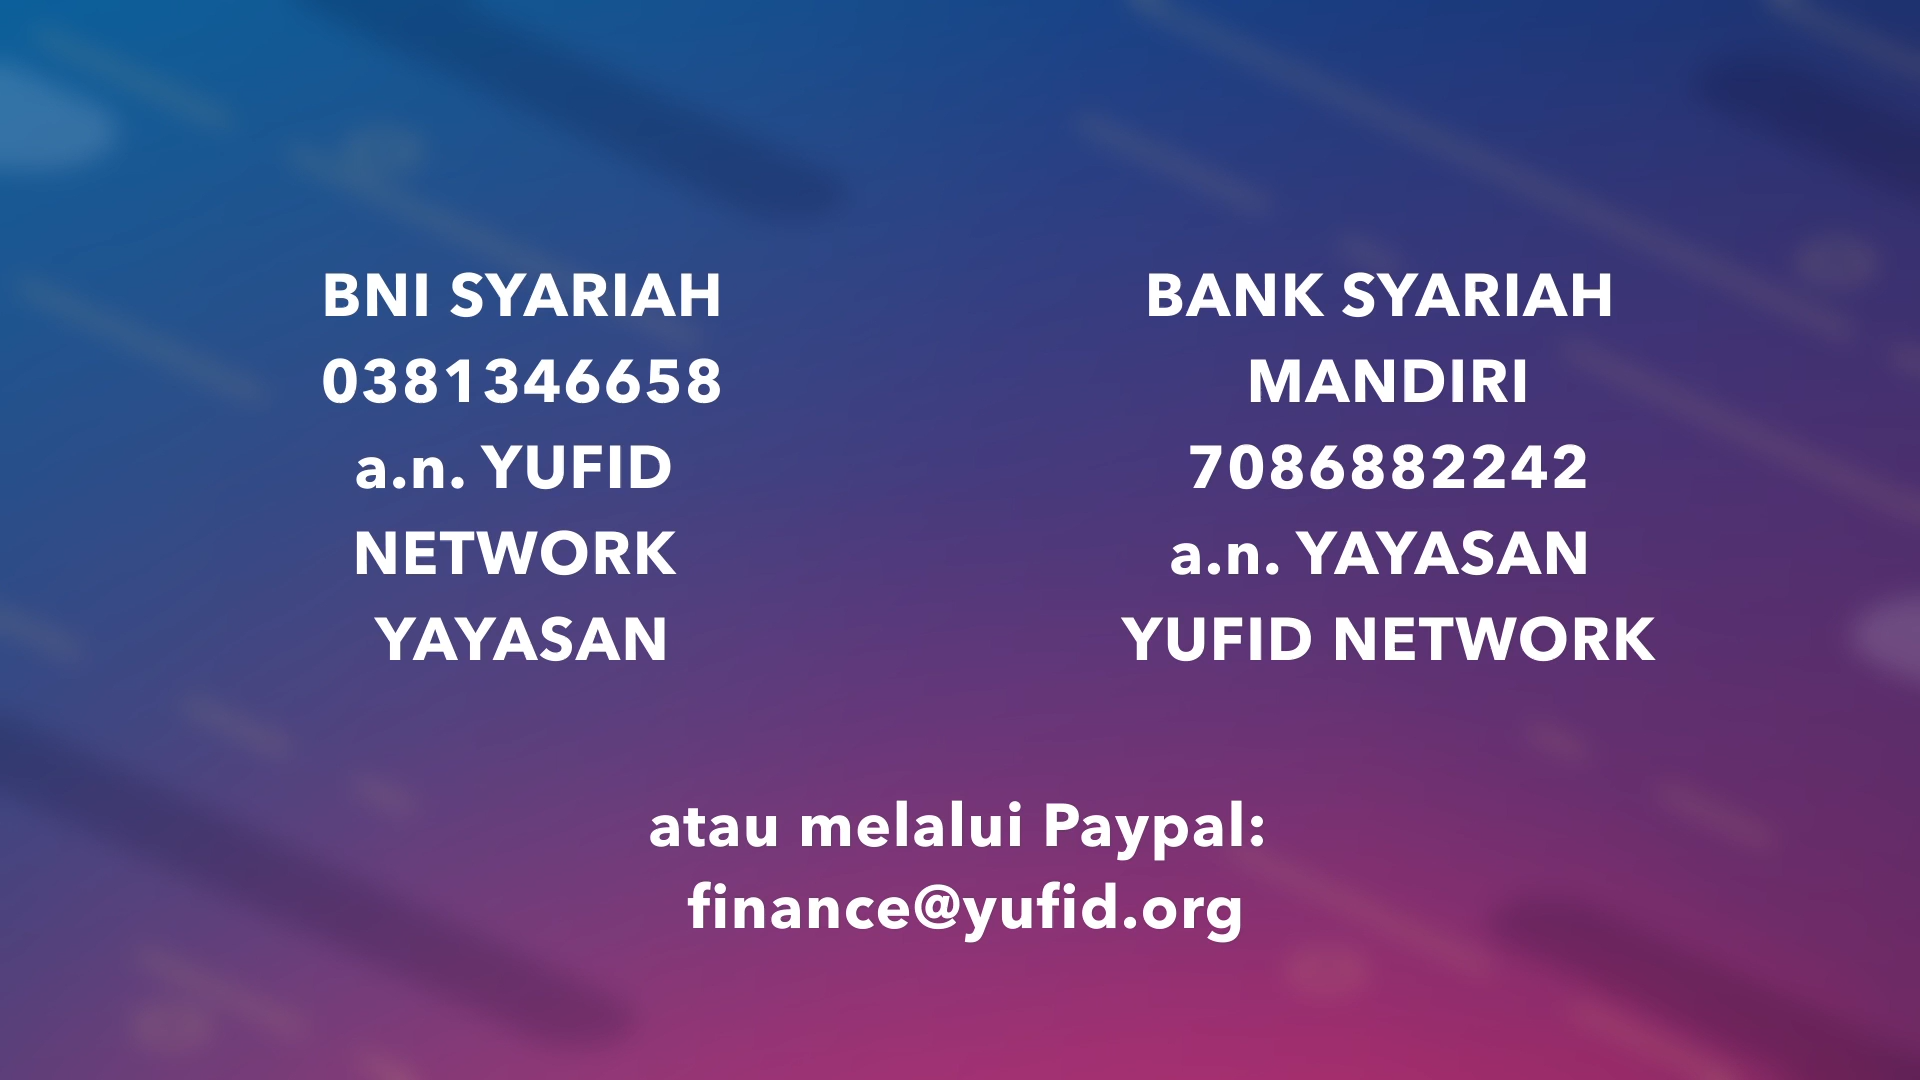 BNI SYARIAH
0381346658
a.n. YUFID
NETWORK
YAYASAN
BANK SYARIAH
MANDIRI
7086882242
a.n. YAYASAN
YUFID NETWORK
atau melalui Paypal:
finance@yufid.org